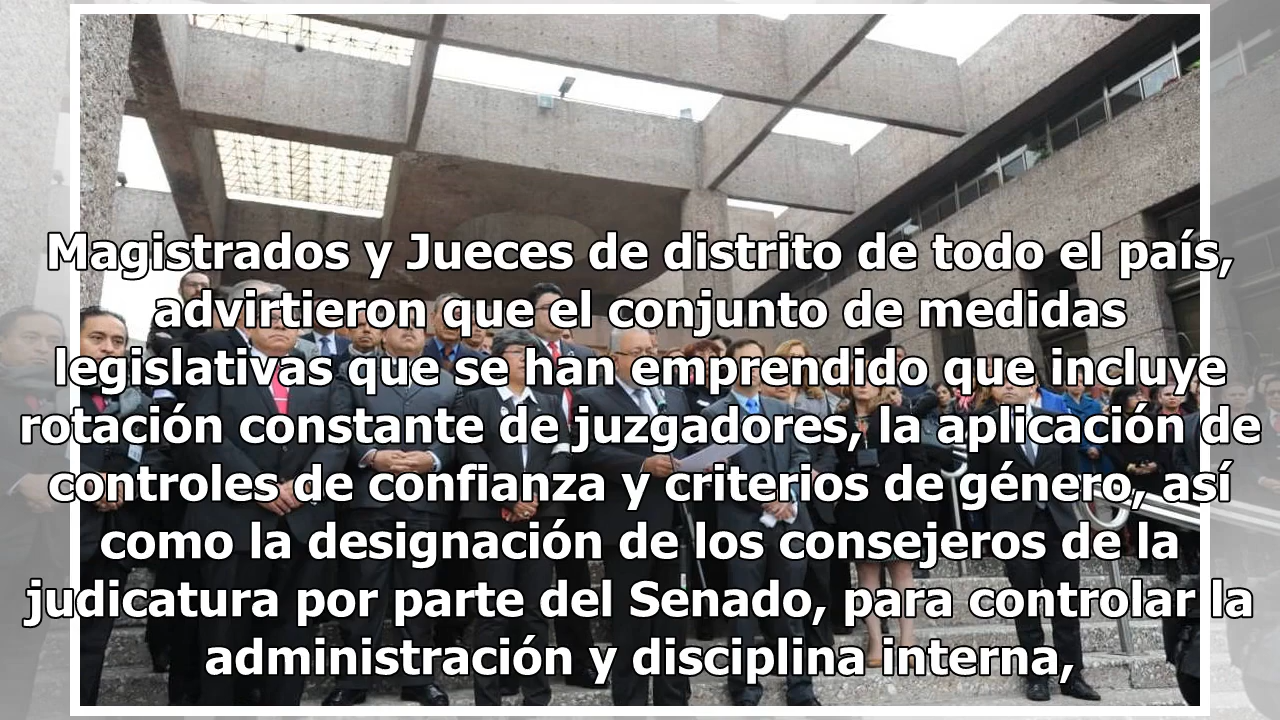 Magistrados y Jueces de distrito de todo el país,
advirtieron que el conjunto de medidas
legislativas que se han emprendido que incluye
rotación constante de juzgadores, la aplicación de
controles de confianza y criterios de género, así
como la designación de los consejeros de la
judicatura por parte del Senado, para controlar la
administración y disciplina interna,